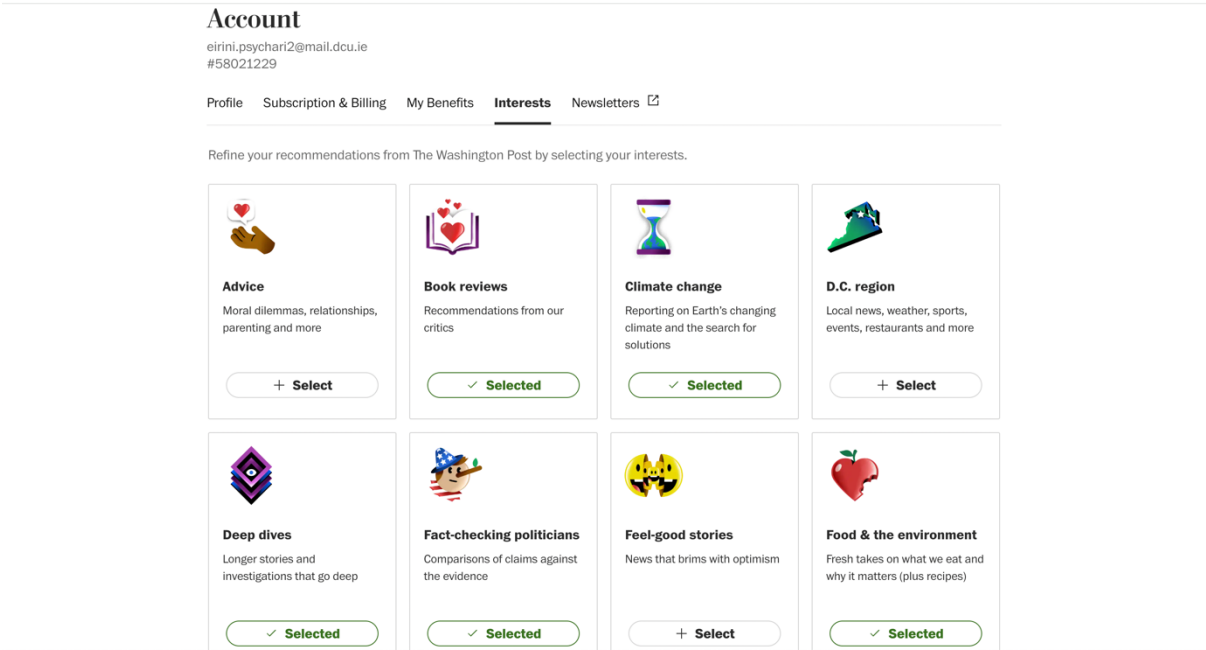 Account
eirini.psychari2@mail.dcu.ie
#58021229
Profile Subscription & Billing My Benefits Interests Newsletters
Refine your recommendations from The Washington Post by selecting your interests.
Advice
Moral dilemmas, relationships,
parenting and more
Select
Book reviews
Recommendations from our
critics
Selected
Climate change
Reporting on Earth's changing
climate and the search for
solutions
Selected
D.C. region
Local news, weather, sports,
events, restaurants and more
Select
Deep dives
Longer stories and
investigations that go deep
Selected
Fact-checking politicians
Comparisons of claims against
the evidence
Selected
Feel-good stories
News that brims with optimism
Select
Food & the environment
Fresh takes on what we eat and
why it matters (plus recipes)
Selected